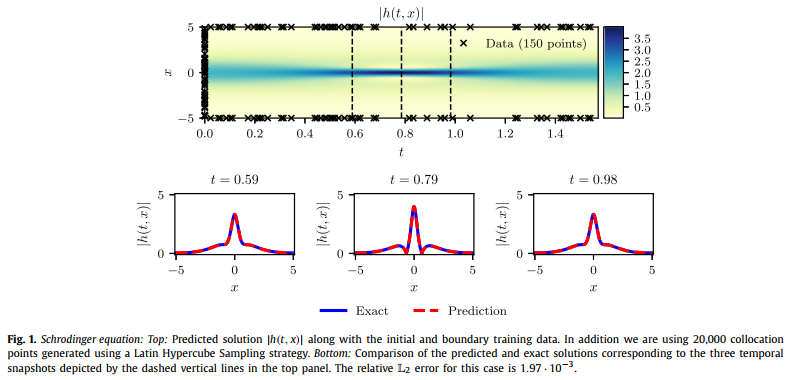 |h(t, x)|
5
0
−5
x
× Data (150 points)
3.5
3.0
2.5
2.0
1.5
1.0
0.5
0.0 0.2 0.4 0.6 0.8 1.0 1.2 1.4
t
t = 0.59 t = 0.79 t = 0.98
5 5 5
|h(t, x)| |h(t, x)| |h(t, x)|
0 0 0
−5 0 5 −5 0 5 −5 0 5
x x x
Exact Prediction
Fig. 1. Schrodinger equation: Top: Predicted solution |h(t, x)| along with the initial and boundary training data. In addition we are using 20,000 collocation
points generated using a Latin Hypercube Sampling strategy. Bottom: Comparison of the predicted and exact solutions corresponding to the three temporal
snapshots depicted by the dashed vertical lines in the top panel. The relative 𝕃₂ error for this case is 1.97 · 10⁻³.